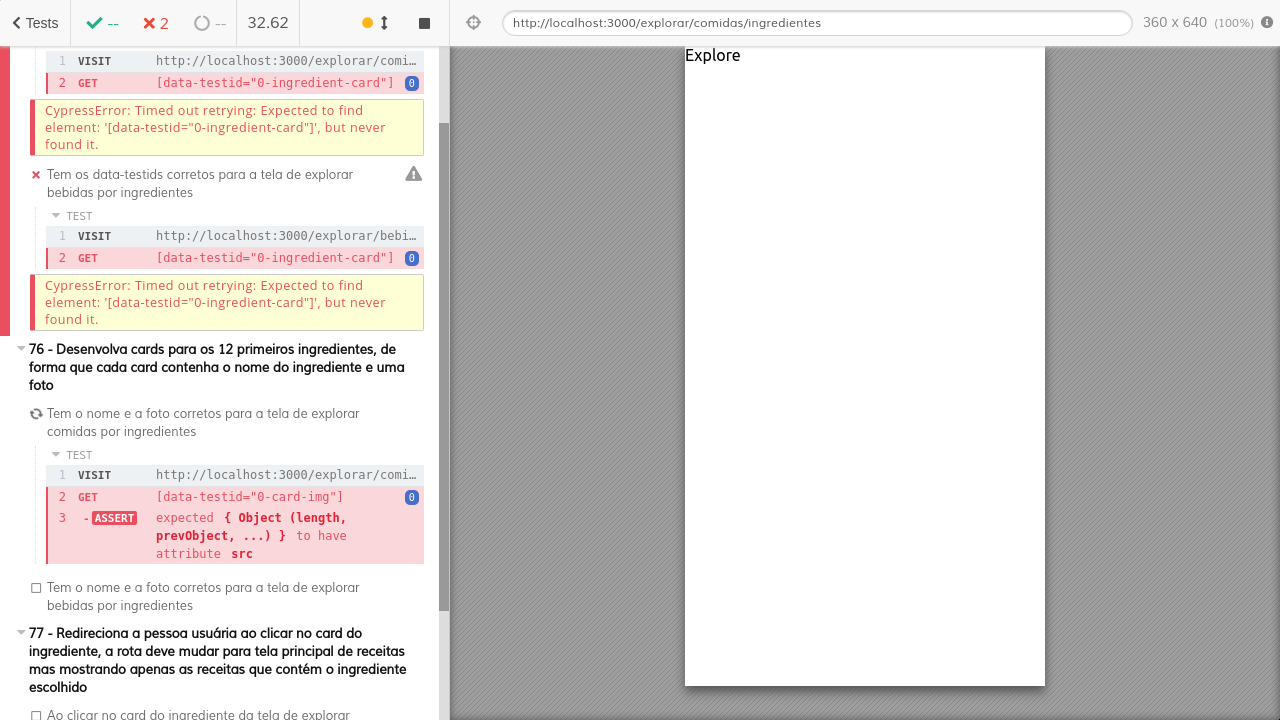 Tests
--
2
--
32.62
http://localhost:3000/explorar/comidas/ingredientes
360 x 640 (100%)
1 VISIT http://localhost:3000/explorar/comi…
2 GET [data-testid="0-ingredient-card"] 0
CypressError: Timed out retrying: Expected to find
element: '[data-testid="0-ingredient-card"]', but never
found it.
Tem os data-testids corretos para a tela de explorar
bebidas por ingredientes
TEST
1 VISIT http://localhost:3000/explorar/bebi…
2 GET [data-testid="0-ingredient-card"] 0
CypressError: Timed out retrying: Expected to find
element: '[data-testid="0-ingredient-card"]', but never
found it.
76 - Desenvolva cards para os 12 primeiros ingredientes, de
forma que cada card contenha o nome do ingrediente e uma
foto
Tem o nome e a foto corretos para a tela de explorar
comidas por ingredientes
TEST
1 VISIT http://localhost:3000/explorar/comi…
2 GET [data-testid="0-card-img"] 0
3 - ASSERT expected { Object (length,
prevObject, ...) } to have
attribute src
Tem o nome e a foto corretos para a tela de explorar
bebidas por ingredientes
77 - Redireciona a pessoa usuária ao clicar no card do
ingrediente, a rota deve mudar para tela principal de receitas
mas mostrando apenas as receitas que contém o ingrediente
escolhido
Ao clicar no card do ingrediente da tela de explorar
Explore